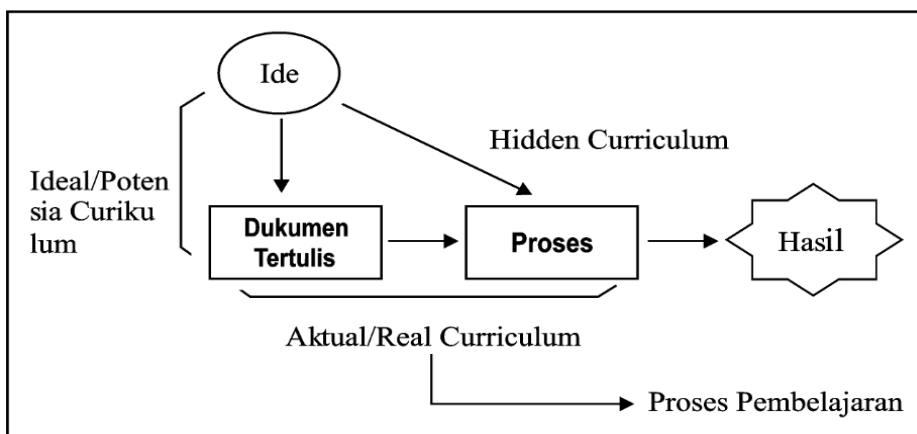 Ide
Hidden Curriculum
Ideal/Poten
sia Curiku
lum
Dukumen
Tertulis
Proses
Hasil
Aktual/Real Curriculum
Proses Pembelajaran